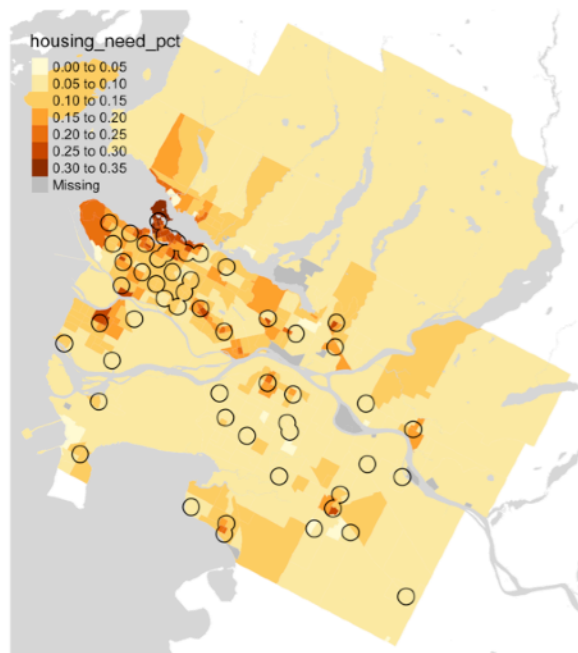 housing_need_pct
0.00 to 0.05
0.05 to 0.10
0.10 to 0.15
0.15 to 0.20
0.20 to 0.25
0.25 to 0.30
0.30 to 0.35
Missing